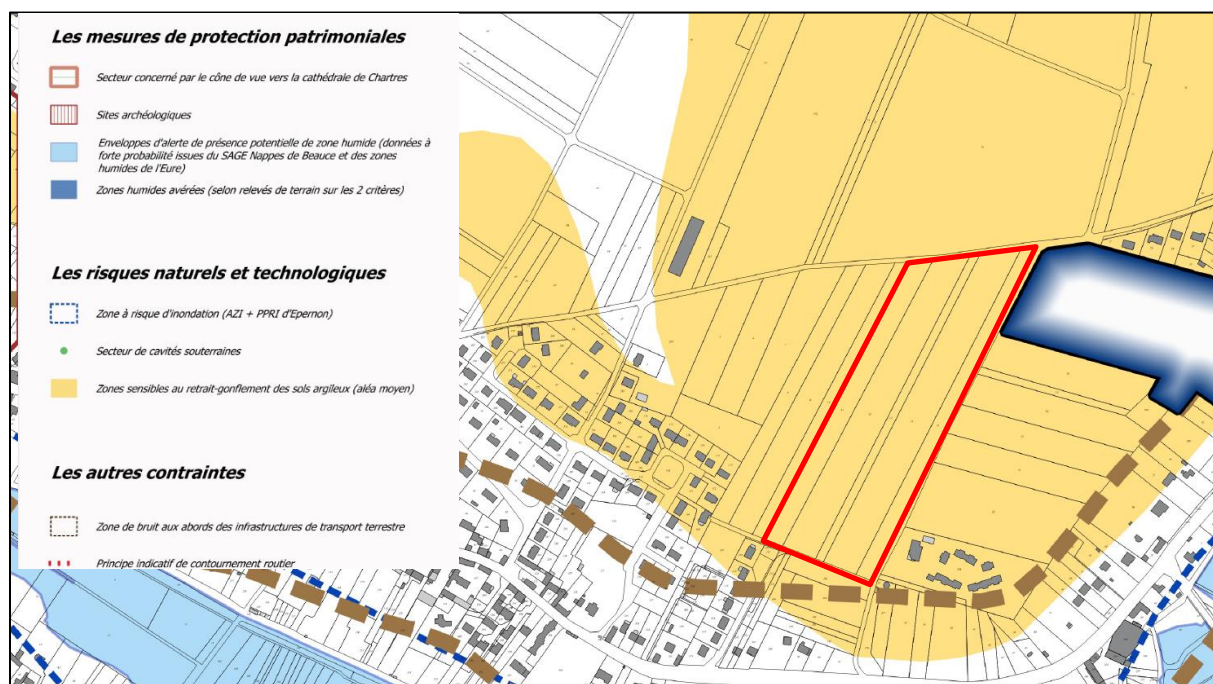 Les mesures de protection patrimoniales
Secteur concerné par le cône de vue vers la cathédrale de Chartres
Sites archéologiques
Enveloppes d'alerte de présence potentielle de zone humide (données à
forte probabilité issues du SAGE Nappes de Beauce et des zones
humides de l'Eure)
Zones humides avérées (selon relevés de terrain sur les 2 critères)
Les risques naturels et technologiques
Zone à risque d'inondation (AZI + PPRI d'Epernon)
Secteur de cavités souterraines
Zones sensibles au retrait-gonflement des sols argileux (aléa moyen)
Les autres contraintes
Zone de bruit aux abords des infrastructures de transport terrestre
Principe indicatif de contournement routier